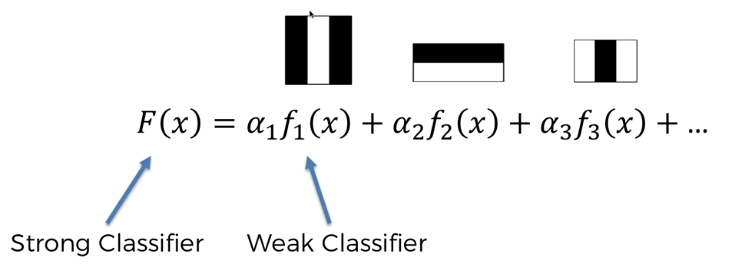 F(x) = α₁f₁(x) + α₂f₂(x) + α₃f₃(x) + ...
Strong Classifier
Weak Classifier